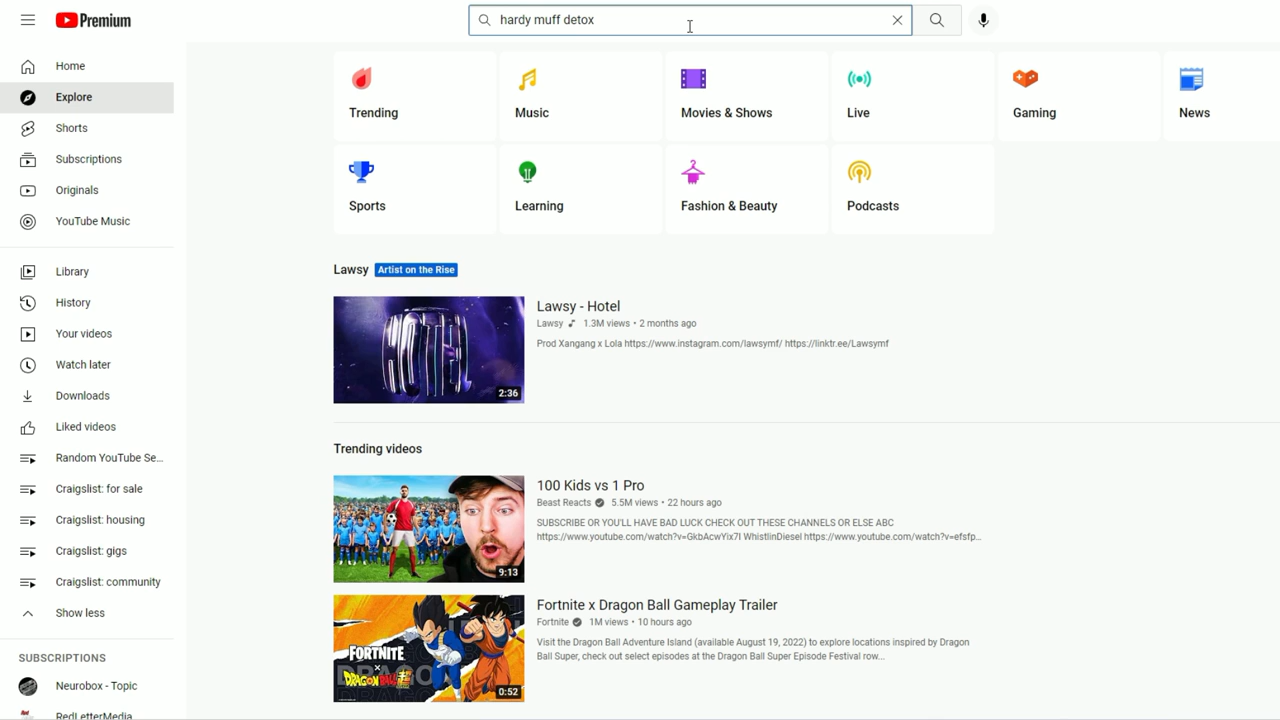 Premium
hardy muff detox
Home
Explore
Shorts
Subscriptions
Originals
YouTube Music
Library
History
Your videos
Watch later
Downloads
Liked videos
Random YouTube Se...
Craigslist: for sale
Craigslist: housing
Craigslist: gigs
Craigslist: community
Show less
SUBSCRIPTIONS
Neurobox - Topic
RedLetterMedia
Trending
Music
Movies & Shows
Live
Gaming
News
Sports
Learning
Fashion & Beauty
Podcasts
Lawsy Artist on the Rise
HOTEL
2:36
Lawsy - Hotel
Lawsy 1.3M views • 2 months ago
Prod Xangang x Lola https://www.instagram.com/lawsymf/ https://linktr.ee/Lawsymf
Trending videos
9:13
100 Kids vs 1 Pro
Beast Reacts 5.5M views • 22 hours ago
SUBSCRIBE OR YOU'LL HAVE BAD LUCK CHECK OUT THESE CHANNELS OR ELSE ABC
https://www.youtube.com/watch?v=GkbAcwYix7I WhistlinDiesel https://www.youtube.com/watch?v=efsfp...
FORTNITE
x
DRAGON BALL
0:52
Fortnite x Dragon Ball Gameplay Trailer
Fortnite 1M views • 10 hours ago
Visit the Dragon Ball Adventure Island (available August 19, 2022) to explore locations inspired by Dragon
Ball Super, check out select episodes at the Dragon Ball Super Episode Festival row...